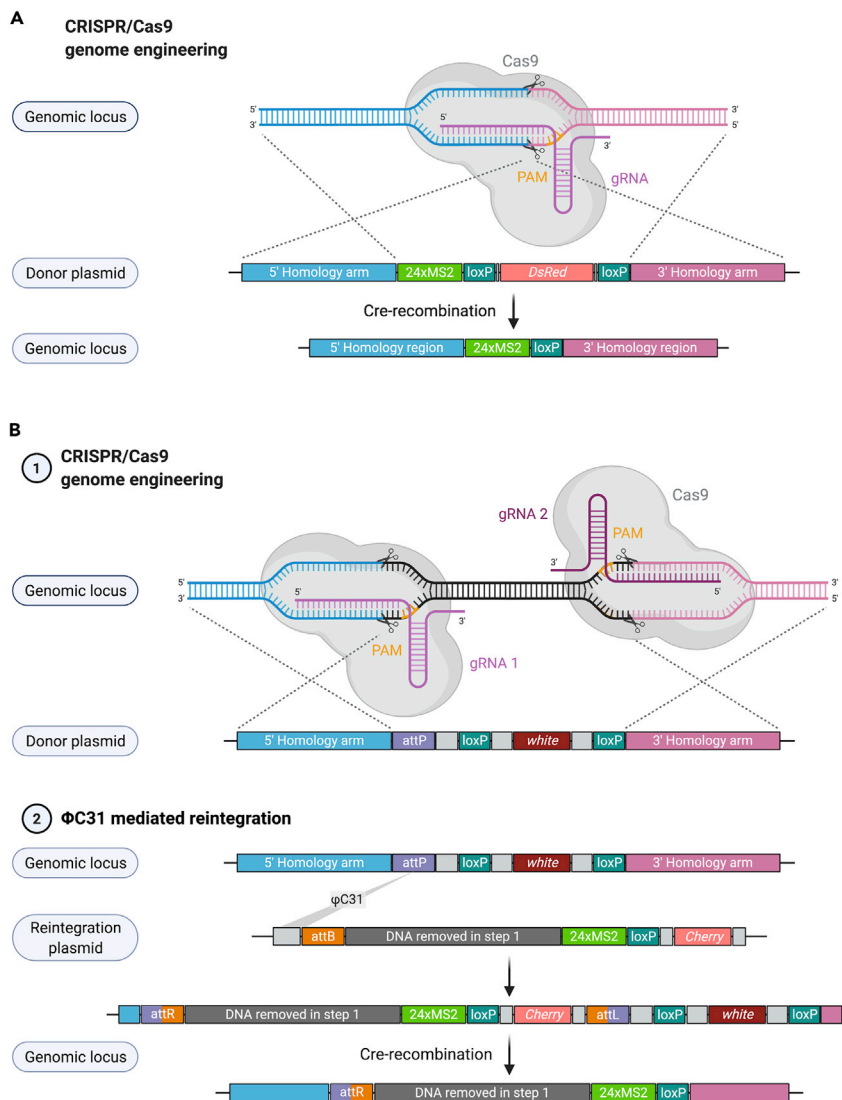 A
CRISPR/Cas9
genome engineering
Cas9
Genomic locus
5'
3'
5'
3'
5'
3'
PAM
gRNA
Donor plasmid
5' Homology arm
24xMS2
loxP
DsRed
loxP
3' Homology arm
Cre-recombination
Genomic locus
5' Homology region
24xMS2
loxP
3' Homology region
B
1
CRISPR/Cas9
genome engineering
Cas9
gRNA 2
PAM
3'
Genomic locus
5'
3'
5'
5'
3'
3'
5'
PAM
gRNA 1
Donor plasmid
5' Homology arm
attP
loxP
white
loxP
3' Homology arm
2
ΦC31 mediated reintegration
Genomic locus
5' Homology arm
attP
loxP
white
loxP
3' Homology arm
φC31
Reintegration
plasmid
attB
DNA removed in step 1
24xMS2
loxP
Cherry
attR
DNA removed in step 1
24xMS2
loxP
Cherry
attL
loxP
white
loxP
Genomic locus
Cre-recombination
attR
DNA removed in step 1
24xMS2
loxP